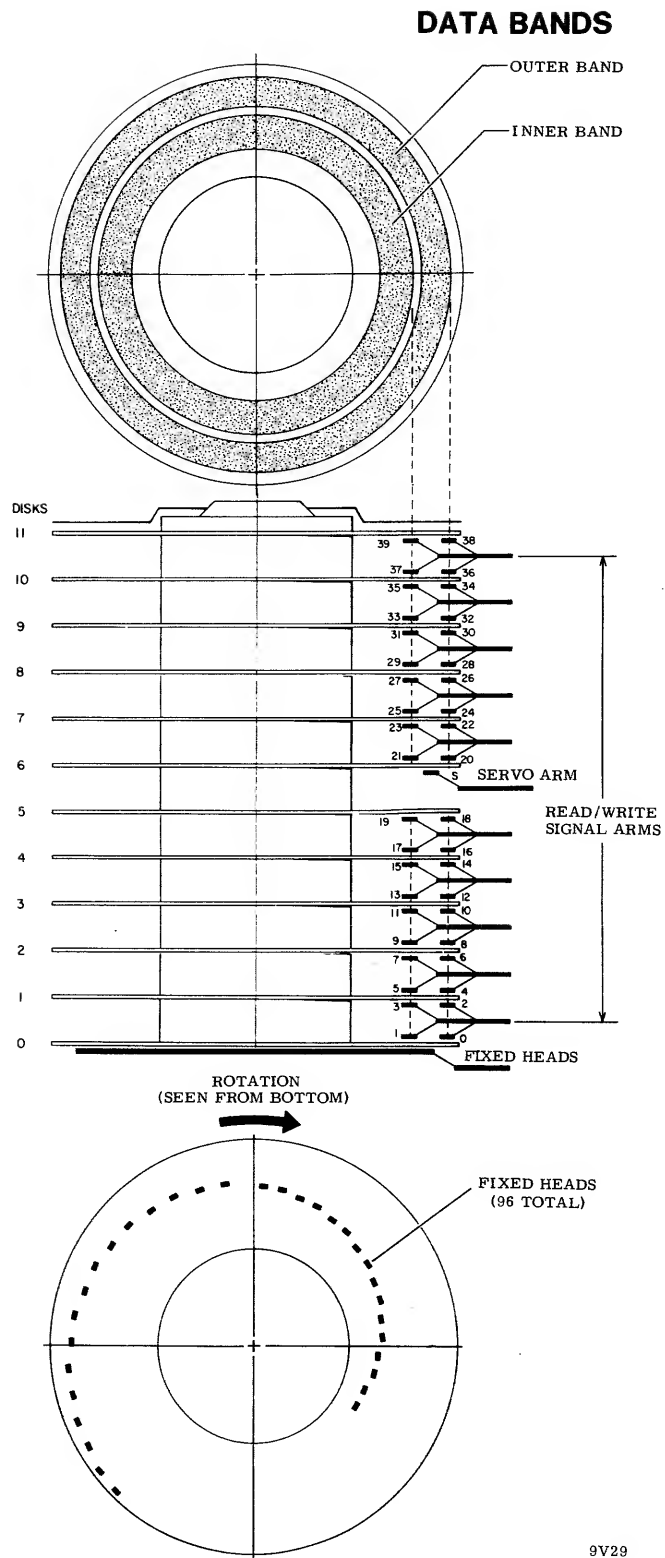 DATA BANDS
OUTER BAND
INNER BAND
DISKS
11
39 38
37 36
10
35 34
33 32
9
31 30
29 28
8
27 26
25 24
7
23 22
21 20
6
S SERVO ARM
READ/WRITE
SIGNAL ARMS
5
19 18
17 16
4
15 14
13 12
3
11 10
9 8
2
7 6
5 4
1
3 2
1 0
0
FIXED HEADS
ROTATION
(SEEN FROM BOTTOM)
FIXED HEADS
(96 TOTAL)
9V29